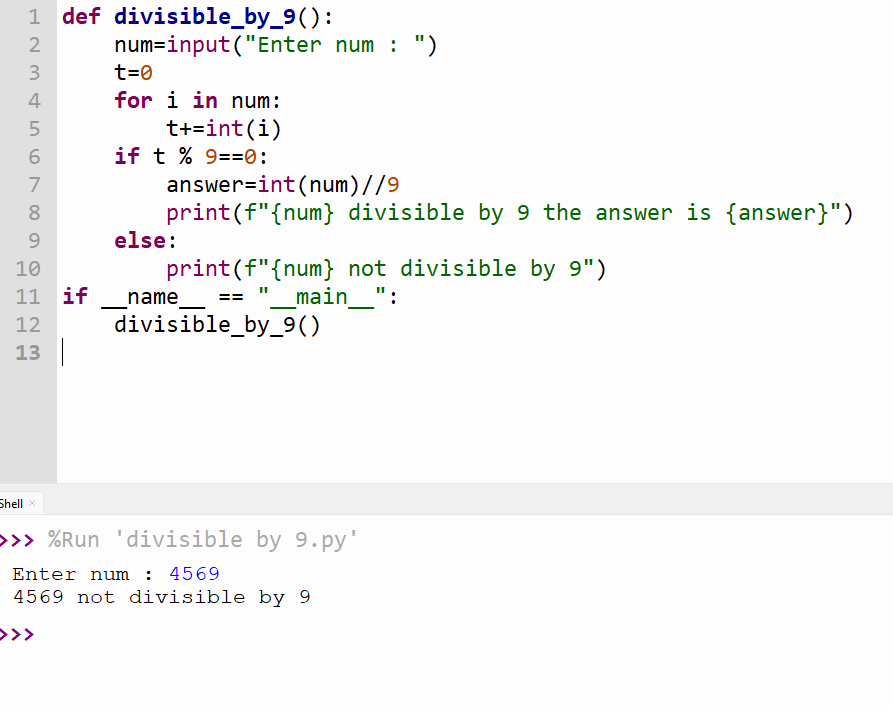 1 def divisible_by_9():
2     num=input("Enter num : ")
3     t=0
4     for i in num:
5         t+=int(i)
6     if t % 9==0:
7         answer=int(num)//9
8         print(f"{num} divisible by 9 the answer is {answer}")
9     else:
10         print(f"{num} not divisible by 9")
11 if __name__ == "__main__":
12     divisible_by_9()
13
Shell ×
>>> %Run 'divisible by 9.py'
Enter num : 4569
4569 not divisible by 9
>>>